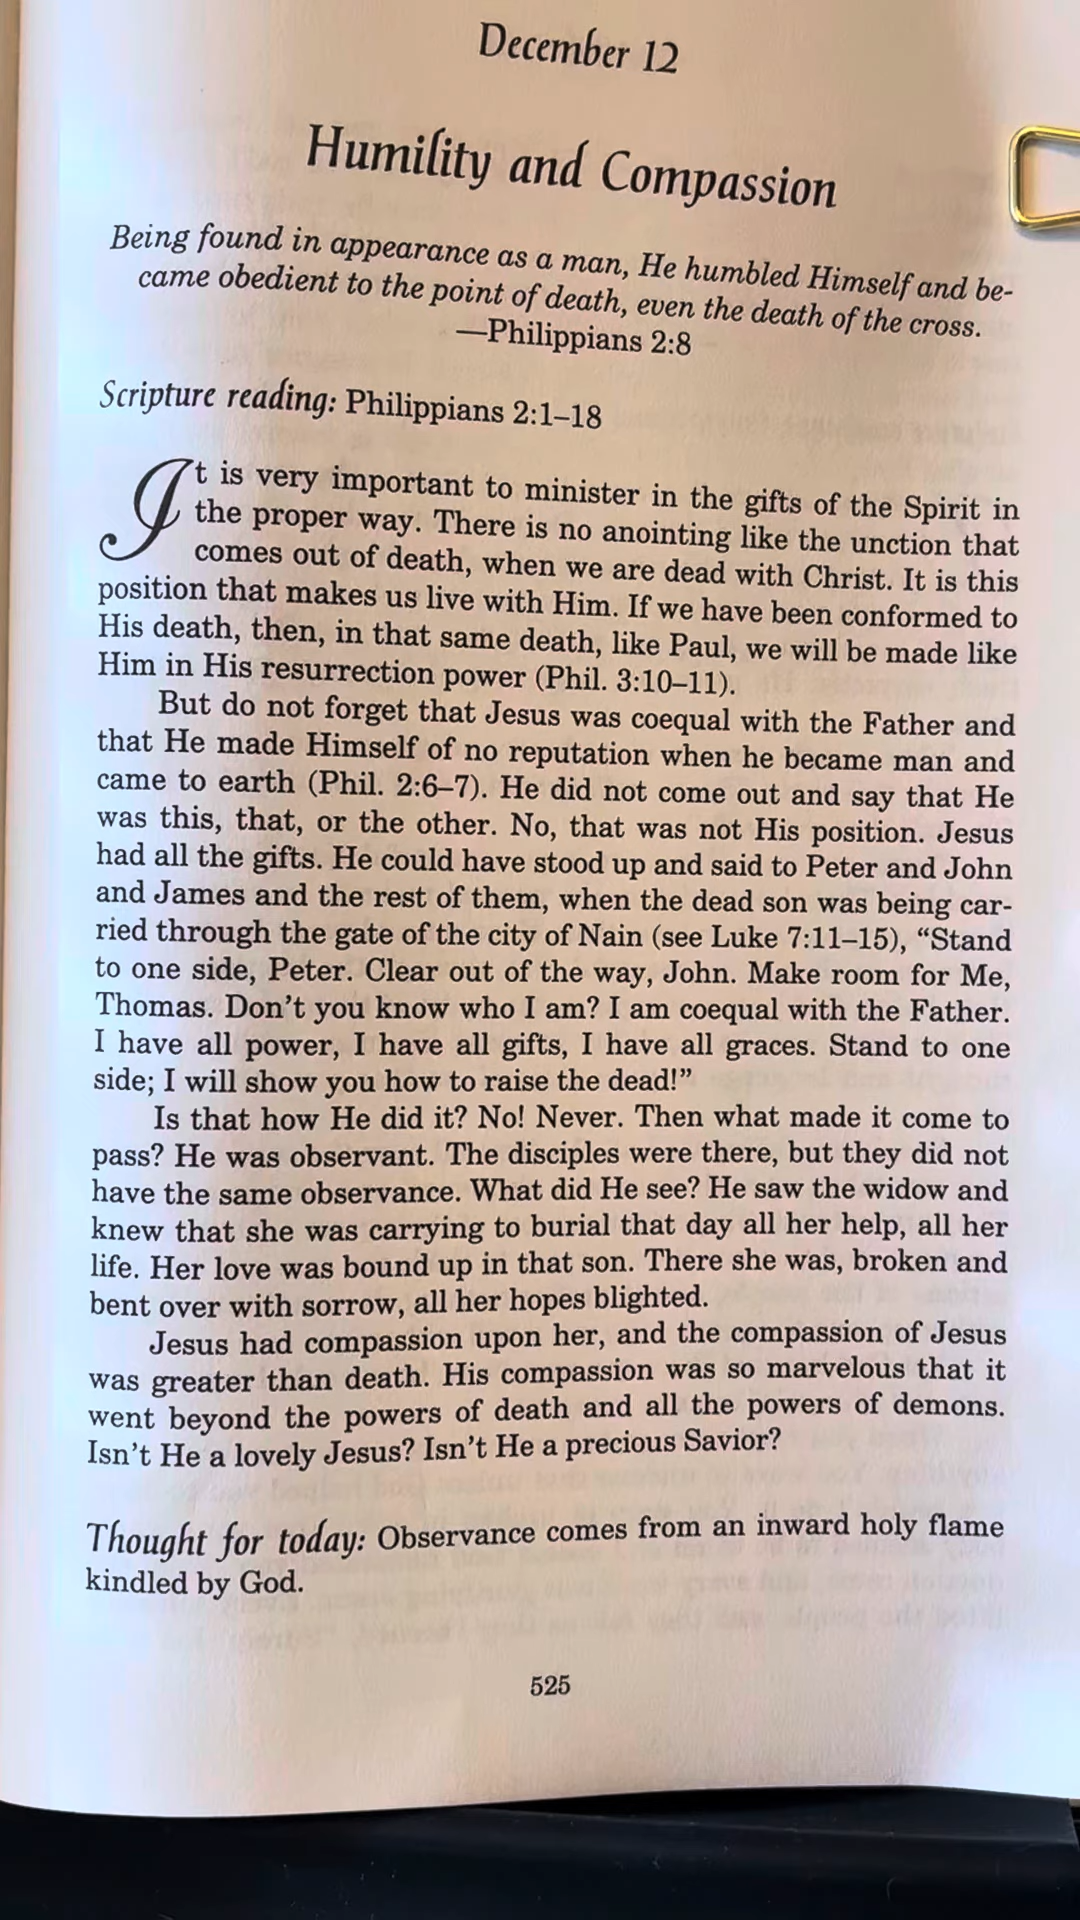 December 12
Humility and Compassion
Being found in appearance as a man, He humbled Himself and be-
came obedient to the point of death, even the death of the cross.
—Philippians 2:8
Scripture reading: Philippians 2:1–18
It is very important to minister in the gifts of the Spirit in
the proper way. There is no anointing like the unction that
comes out of death, when we are dead with Christ. It is this
position that makes us live with Him. If we have been conformed to
His death, then, in that same death, like Paul, we will be made like
Him in His resurrection power (Phil. 3:10–11).
But do not forget that Jesus was coequal with the Father and
that He made Himself of no reputation when he became man and
came to earth (Phil. 2:6–7). He did not come out and say that He
was this, that, or the other. No, that was not His position. Jesus
had all the gifts. He could have stood up and said to Peter and John
and James and the rest of them, when the dead son was being car-
ried through the gate of the city of Nain (see Luke 7:11–15), “Stand
to one side, Peter. Clear out of the way, John. Make room for Me,
Thomas. Don’t you know who I am? I am coequal with the Father.
I have all power, I have all gifts, I have all graces. Stand to one
side; I will show you how to raise the dead!”
Is that how He did it? No! Never. Then what made it come to
pass? He was observant. The disciples were there, but they did not
have the same observance. What did He see? He saw the widow and
knew that she was carrying to burial that day all her help, all her
life. Her love was bound up in that son. There she was, broken and
bent over with sorrow, all her hopes blighted.
Jesus had compassion upon her, and the compassion of Jesus
was greater than death. His compassion was so marvelous that it
went beyond the powers of death and all the powers of demons.
Isn’t He a lovely Jesus? Isn’t He a precious Savior?
Thought for today: Observance comes from an inward holy flame
kindled by God.
525